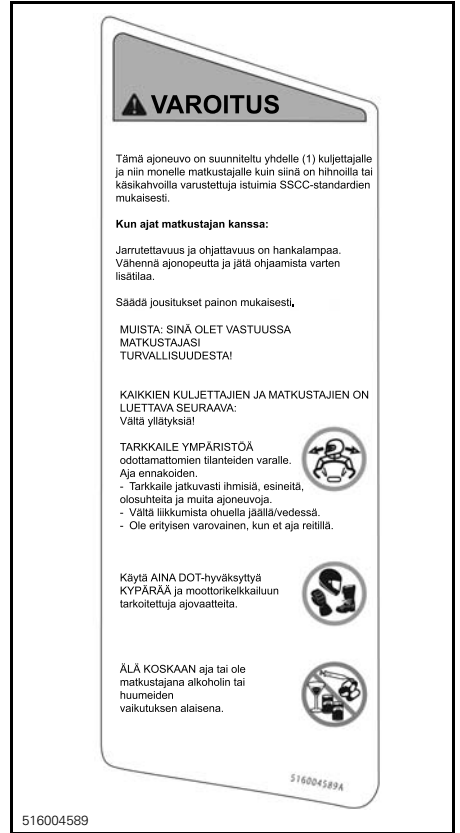 VAROITUS
Tämä ajoneuvo on suunniteltu yhdelle (1) kuljettajalle
ja niin monelle matkustajalle kuin siinä on hihnoilla tai
käsikahvoilla varustettuja istuimia SSCC-standardien
mukaisesti.
Kun ajat matkustajan kanssa:
Jarrutettavuus ja ohjattavuus on hankalampaa.
Vähennä ajonopeutta ja jätä ohjaamista varten
lisätilaa.
Säädä jousitukset painon mukaisesti.
MUISTA: SINÄ OLET VASTUUSSA
MATKUSTAJASI
TURVALLISUUDESTA!
KAIKKIEN KULJETTAJIEN JA MATKUSTAJIEN ON
LUETTAVA SEURAAVA:
Vältä yllätyksiä!
TARKKAILE YMPÄRISTÖÄ
odottamattomien tilanteiden varalle.
Aja ennakoiden.
- Tarkkaile jatkuvasti ihmisiä, esineitä,
olosuhteita ja muita ajoneuvoja.
- Vältä liikkumista ohuella jäällä/vedessä.
- Ole erityisen varovainen, kun et aja reitillä.
Käytä AINA DOT-hyväksyttyä
KYPÄRÄÄ ja moottorikelkkailuun
tarkoitettuja ajovaatteita.
ÄLÄ KOSKAAN aja tai ole
matkustajana alkoholin tai
huumeiden
vaikutuksen alaisena.
516004589A
516004589